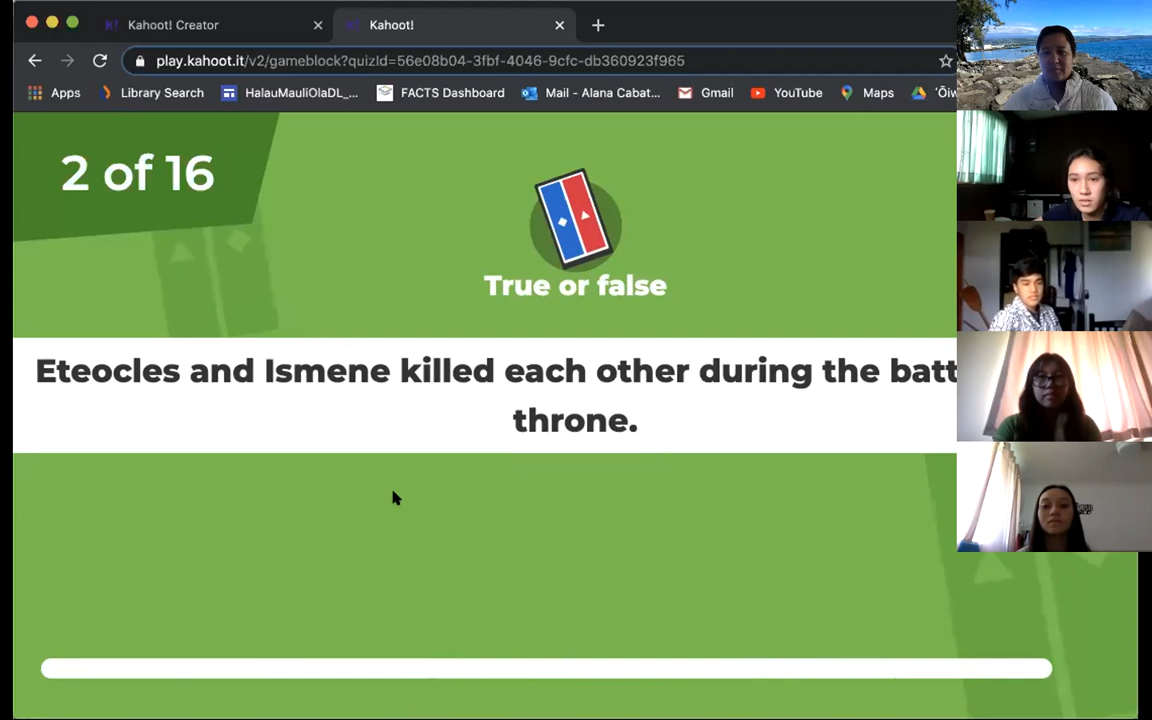 Kahoot! Creator
Kahoot!
play.kahoot.it/v2/gameblock?quizId=56e08b04-3fbf-4046-9cfc-db360923f965
Apps
Library Search
HalauMauliOlaDL_...
FACTS Dashboard
Mail - Alana Cabat...
Gmail
YouTube
Maps
ʻŌiw
2 of 16
True or false
Eteocles and Ismene killed each other during the batt
throne.